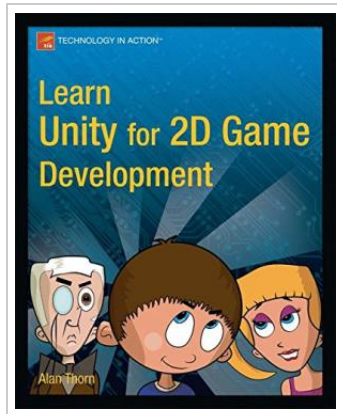 TECHNOLOGY IN ACTION™
Learn
Unity for 2D Game
Development
Alan Thorn